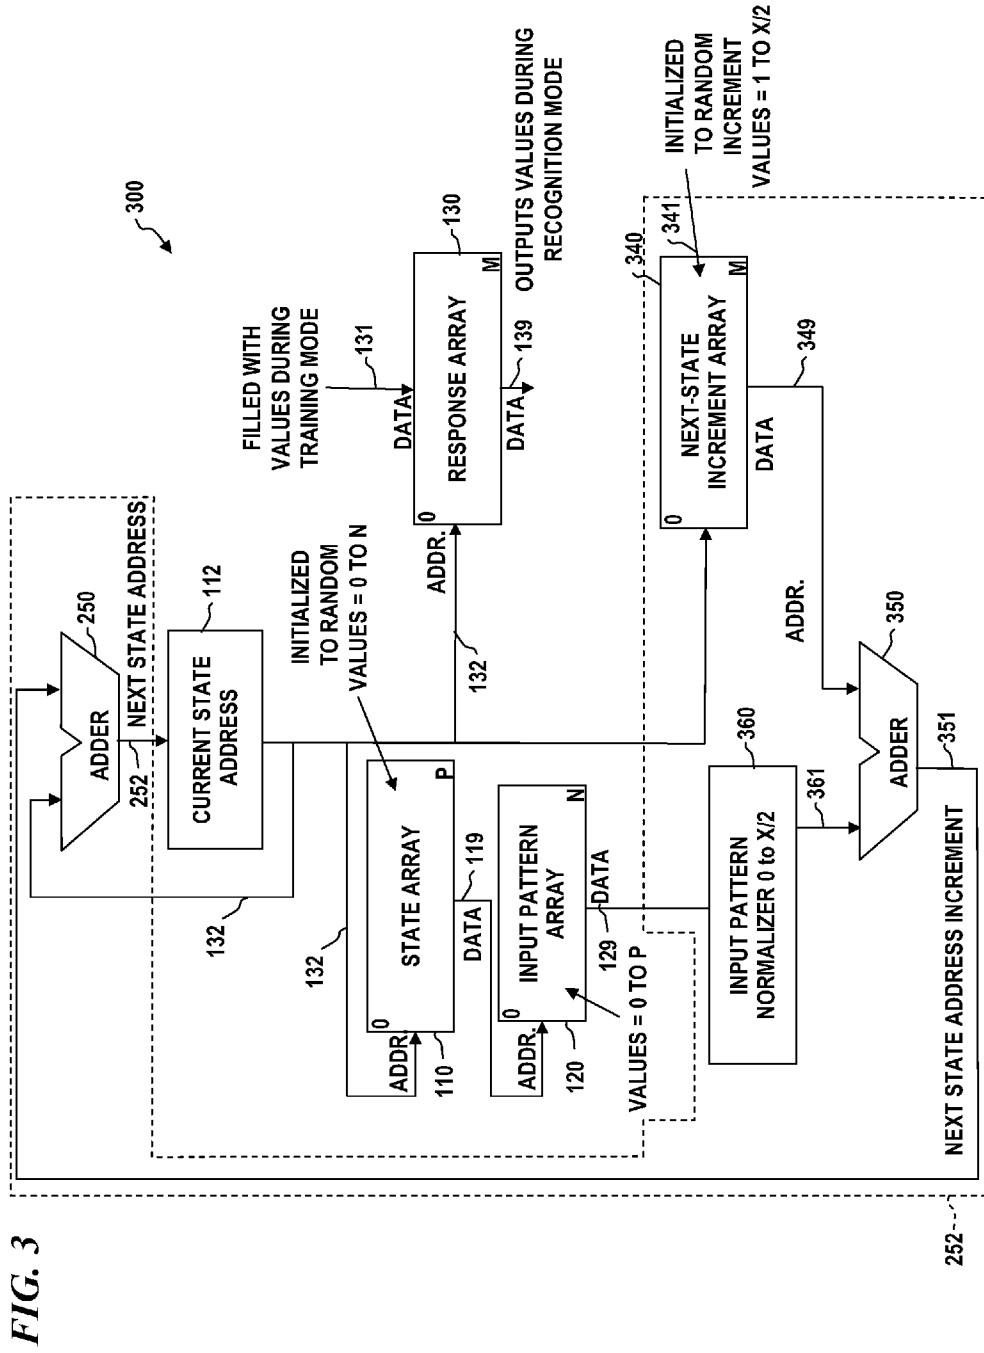 FIG. 3
300
250
ADDER
252
NEXT STATE ADDRESS
112
CURRENT STATE
ADDRESS
132
FILLED WITH
VALUES DURING
TRAINING MODE
131
DATA
130
0
RESPONSE ARRAY
M
ADDR.
132
DATA
139
OUTPUTS VALUES DURING
RECOGNITION MODE
INITIALIZED
TO RANDOM
VALUES = 0 TO N
132
0
STATE ARRAY
P
ADDR.
110
DATA
119
0
INPUT PATTERN
ARRAY
N
ADDR.
120
129
DATA
VALUES = 0 TO P
340
341
INITIALIZED
TO RANDOM
INCREMENT
VALUES = 1 TO X/2
0
NEXT-STATE
INCREMENT ARRAY
M
DATA
349
ADDR.
INPUT PATTERN
NORMALIZER 0 to X/2
360
361
350
ADDER
351
NEXT STATE ADDRESS INCREMENT
252